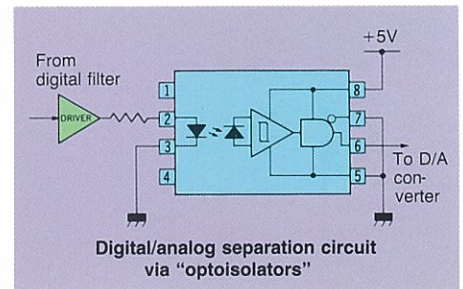 From
digital filter
+5V
DRIVER
1
2
3
4
8
7
6
5
To D/A
con-
verter
Digital/analog separation circuit
via “optoisolators”